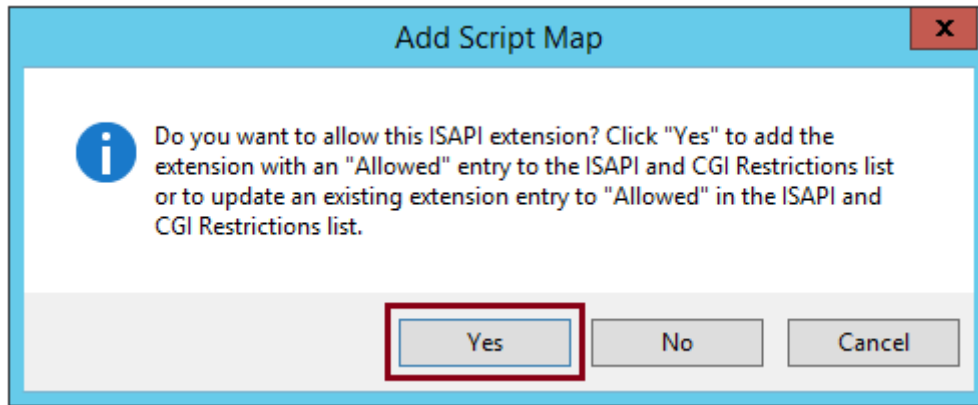 Add Script Map
x
Do you want to allow this ISAPI extension? Click "Yes" to add the
extension with an "Allowed" entry to the ISAPI and CGI Restrictions list
or to update an existing extension entry to "Allowed" in the ISAPI and
CGI Restrictions list.
Yes No Cancel